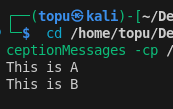 ┌──(topu㉿kali)-[~/De
└─$ cd /home/topu/De
ceptionMessages -cp /
This is A
This is B